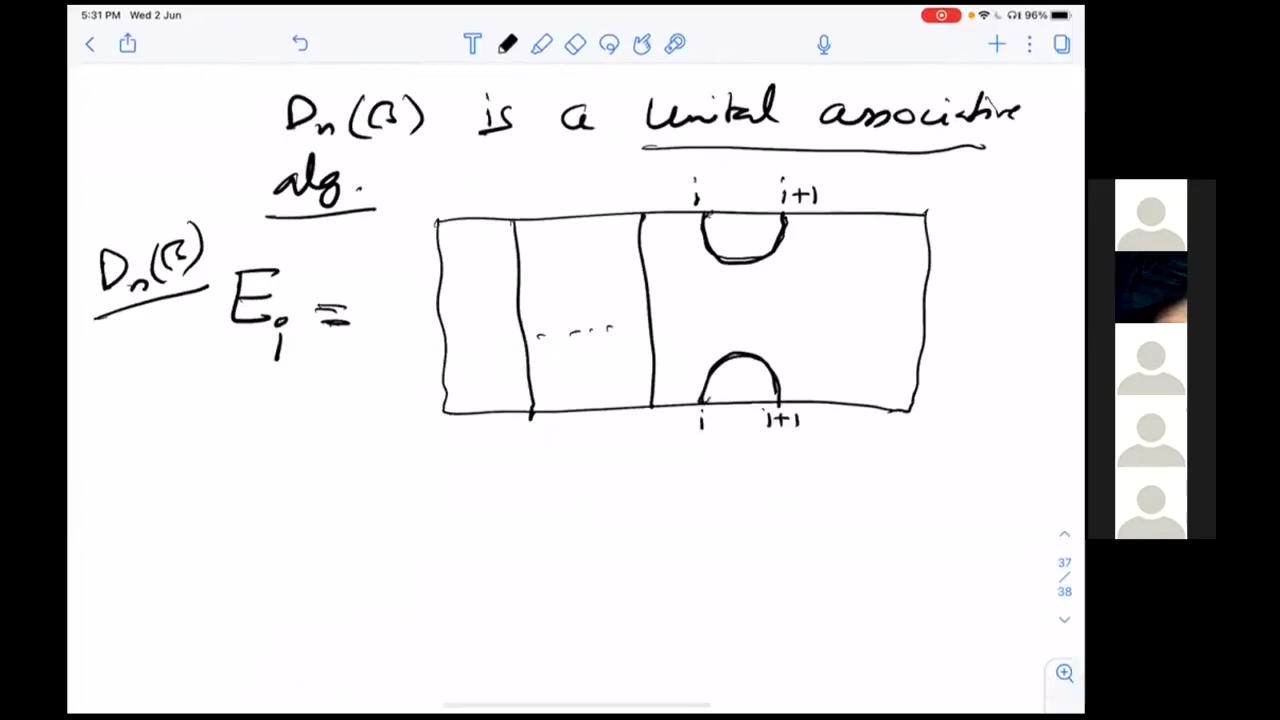 5:31 PM Wed 2 Jun
96%
Dₙ(β) is a unital associative
alg.
i i+1
Dₙ(β)
Eᵢ =
....
i i+1
37
/
38